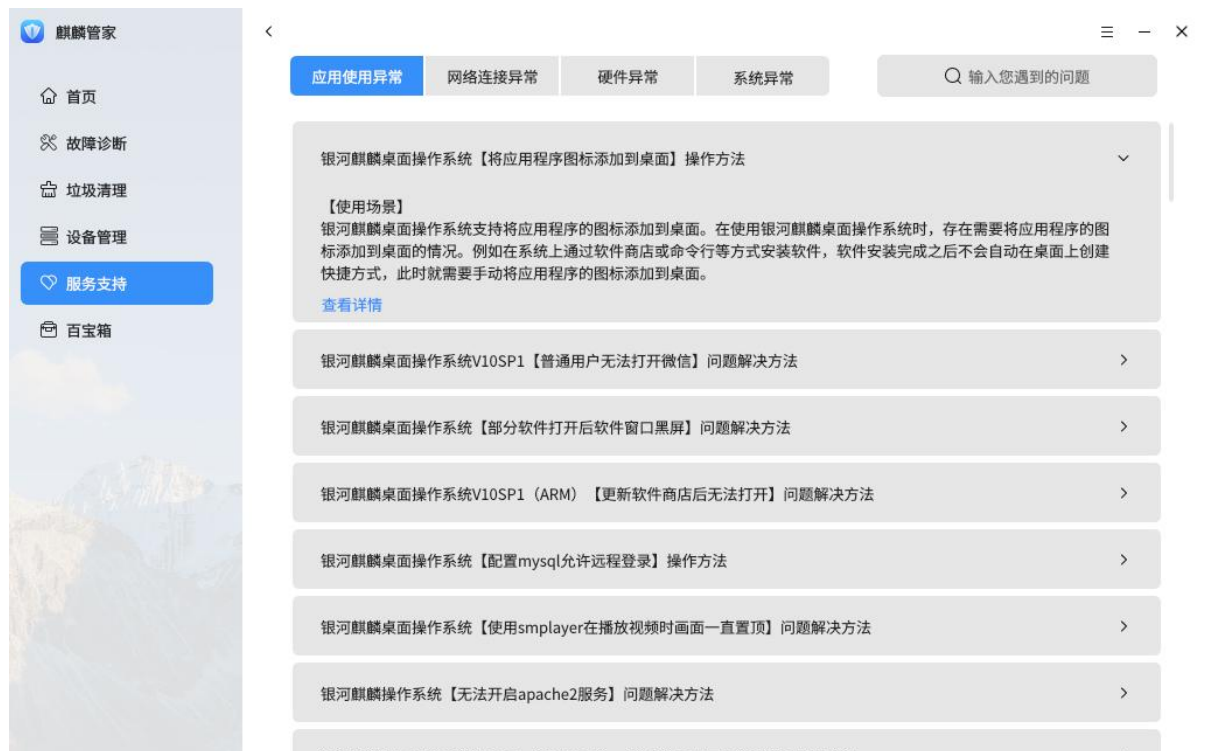 麒麟管家
首页
故障诊断
垃圾清理
设备管理
服务支持
百宝箱
应用使用异常 网络连接异常 硬件异常 系统异常 输入您遇到的问题
银河麒麟桌面操作系统【将应用程序图标添加到桌面】操作方法
【使用场景】
银河麒麟桌面操作系统支持将应用程序的图标添加到桌面。在使用银河麒麟桌面操作系统时，存在需要将应用程序的图
标添加到桌面的情况。例如在系统上通过软件商店或命令行等方式安装软件，软件安装完成之后不会自动在桌面上创建
快捷方式，此时就需要手动将应用程序的图标添加到桌面。
查看详情
银河麒麟桌面操作系统V10SP1【普通用户无法打开微信】问题解决方法
银河麒麟桌面操作系统【部分软件打开后软件窗口黑屏】问题解决方法
银河麒麟桌面操作系统V10SP1（ARM）【更新软件商店后无法打开】问题解决方法
银河麒麟桌面操作系统【配置mysql允许远程登录】操作方法
银河麒麟桌面操作系统【使用smplayer在播放视频时画面一直置顶】问题解决方法
银河麒麟操作系统【无法开启apache2服务】问题解决方法